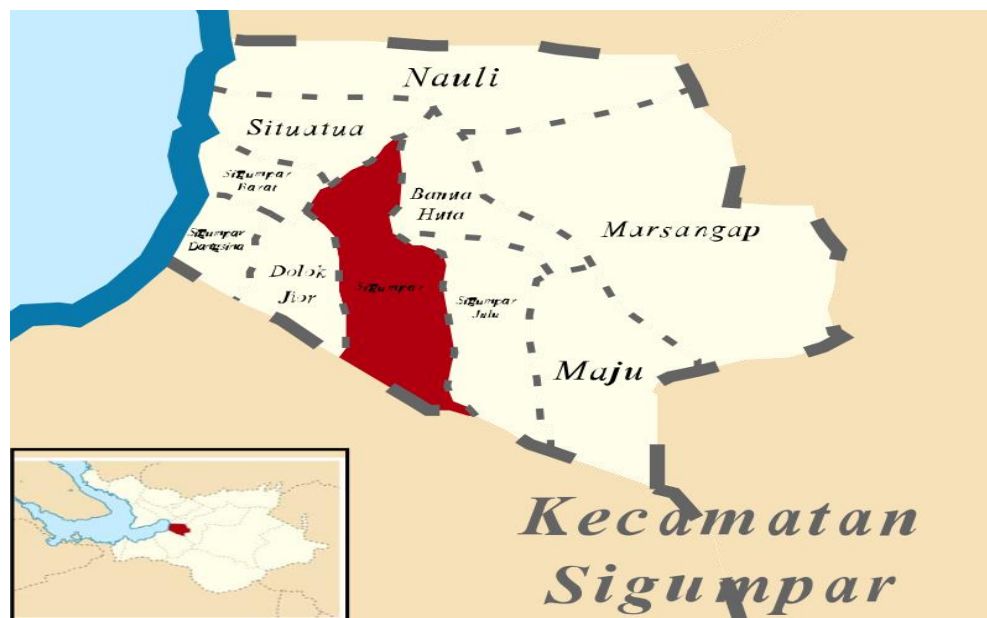 Nauli
Situatua
Sigumpar
Barat
Banua
Huta
Sigumpar
Dangsina
Marsangap
Dolok
Jior
Sigumpar
Sigumpar
Julu
Maju
Kecamatan
Sigumpar